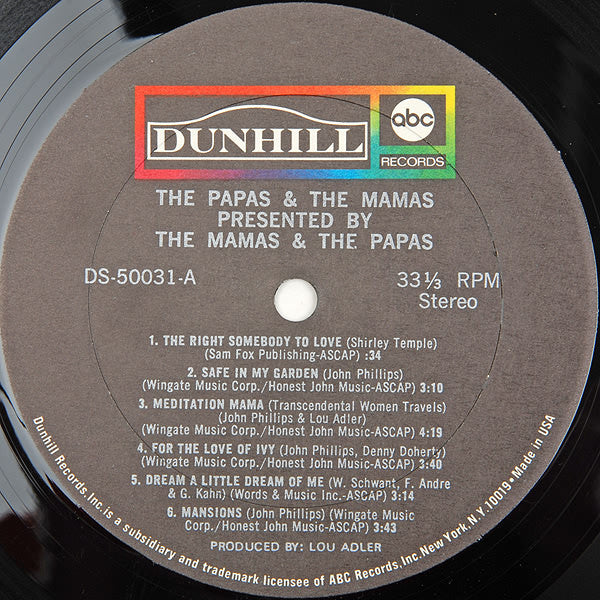 DUNHILL
abc
RECORDS
THE PAPAS & THE MAMAS
PRESENTED BY
THE MAMAS & THE PAPAS
DS-50031-A
33 ⅓ RPM
Stereo
1. THE RIGHT SOMEBODY TO LOVE (Shirley Temple)
(Sam Fox Publishing-ASCAP) :34
2. SAFE IN MY GARDEN (John Phillips)
(Wingate Music Corp./Honest John Music-ASCAP) 3:10
3. MEDITATION MAMA (Transcendental Women Travels)
(John Phillips & Lou Adler)
(Wingate Music Corp./Honest John Music-ASCAP) 4:19
4. FOR THE LOVE OF IVY (John Phillips, Denny Doherty)
(Wingate Music Corp./Honest John Music-ASCAP) 3:40
5. DREAM A LITTLE DREAM OF ME (W. Schwant, F. Andre
& G. Kahn) (Words & Music Inc.-ASCAP) 3:14
6. MANSIONS (John Phillips) (Wingate Music
Corp./Honest John Music-ASCAP) 3:43
PRODUCED BY: LOU ADLER
Dunhill Records, Inc. is a subsidiary and trademark licensee of ABC Records, Inc. New York, N.Y. 10019 • Made in USA